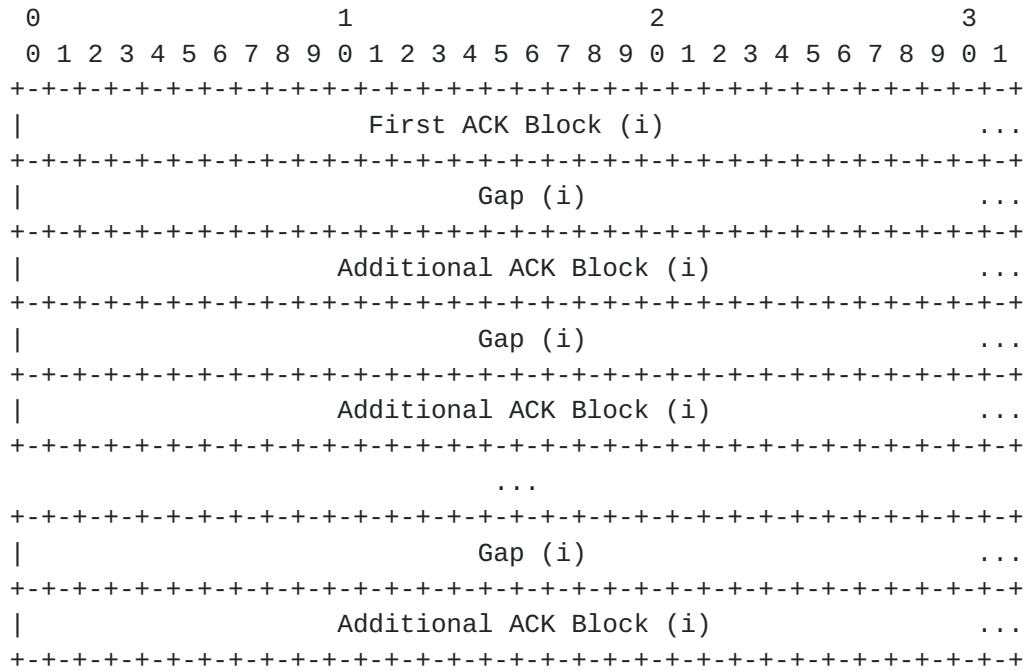 0                   1                   2                   3
 0 1 2 3 4 5 6 7 8 9 0 1 2 3 4 5 6 7 8 9 0 1 2 3 4 5 6 7 8 9 0 1
+-+-+-+-+-+-+-+-+-+-+-+-+-+-+-+-+-+-+-+-+-+-+-+-+-+-+-+-+-+-+-+-+
|                      First ACK Block (i)                    ...
+-+-+-+-+-+-+-+-+-+-+-+-+-+-+-+-+-+-+-+-+-+-+-+-+-+-+-+-+-+-+-+-+
|                             Gap (i)                         ...
+-+-+-+-+-+-+-+-+-+-+-+-+-+-+-+-+-+-+-+-+-+-+-+-+-+-+-+-+-+-+-+-+
|                    Additional ACK Block (i)                 ...
+-+-+-+-+-+-+-+-+-+-+-+-+-+-+-+-+-+-+-+-+-+-+-+-+-+-+-+-+-+-+-+-+
|                             Gap (i)                         ...
+-+-+-+-+-+-+-+-+-+-+-+-+-+-+-+-+-+-+-+-+-+-+-+-+-+-+-+-+-+-+-+-+
|                    Additional ACK Block (i)                 ...
+-+-+-+-+-+-+-+-+-+-+-+-+-+-+-+-+-+-+-+-+-+-+-+-+-+-+-+-+-+-+-+-+
                               ...
+-+-+-+-+-+-+-+-+-+-+-+-+-+-+-+-+-+-+-+-+-+-+-+-+-+-+-+-+-+-+-+-+
|                             Gap (i)                         ...
+-+-+-+-+-+-+-+-+-+-+-+-+-+-+-+-+-+-+-+-+-+-+-+-+-+-+-+-+-+-+-+-+
|                    Additional ACK Block (i)                 ...
+-+-+-+-+-+-+-+-+-+-+-+-+-+-+-+-+-+-+-+-+-+-+-+-+-+-+-+-+-+-+-+-+